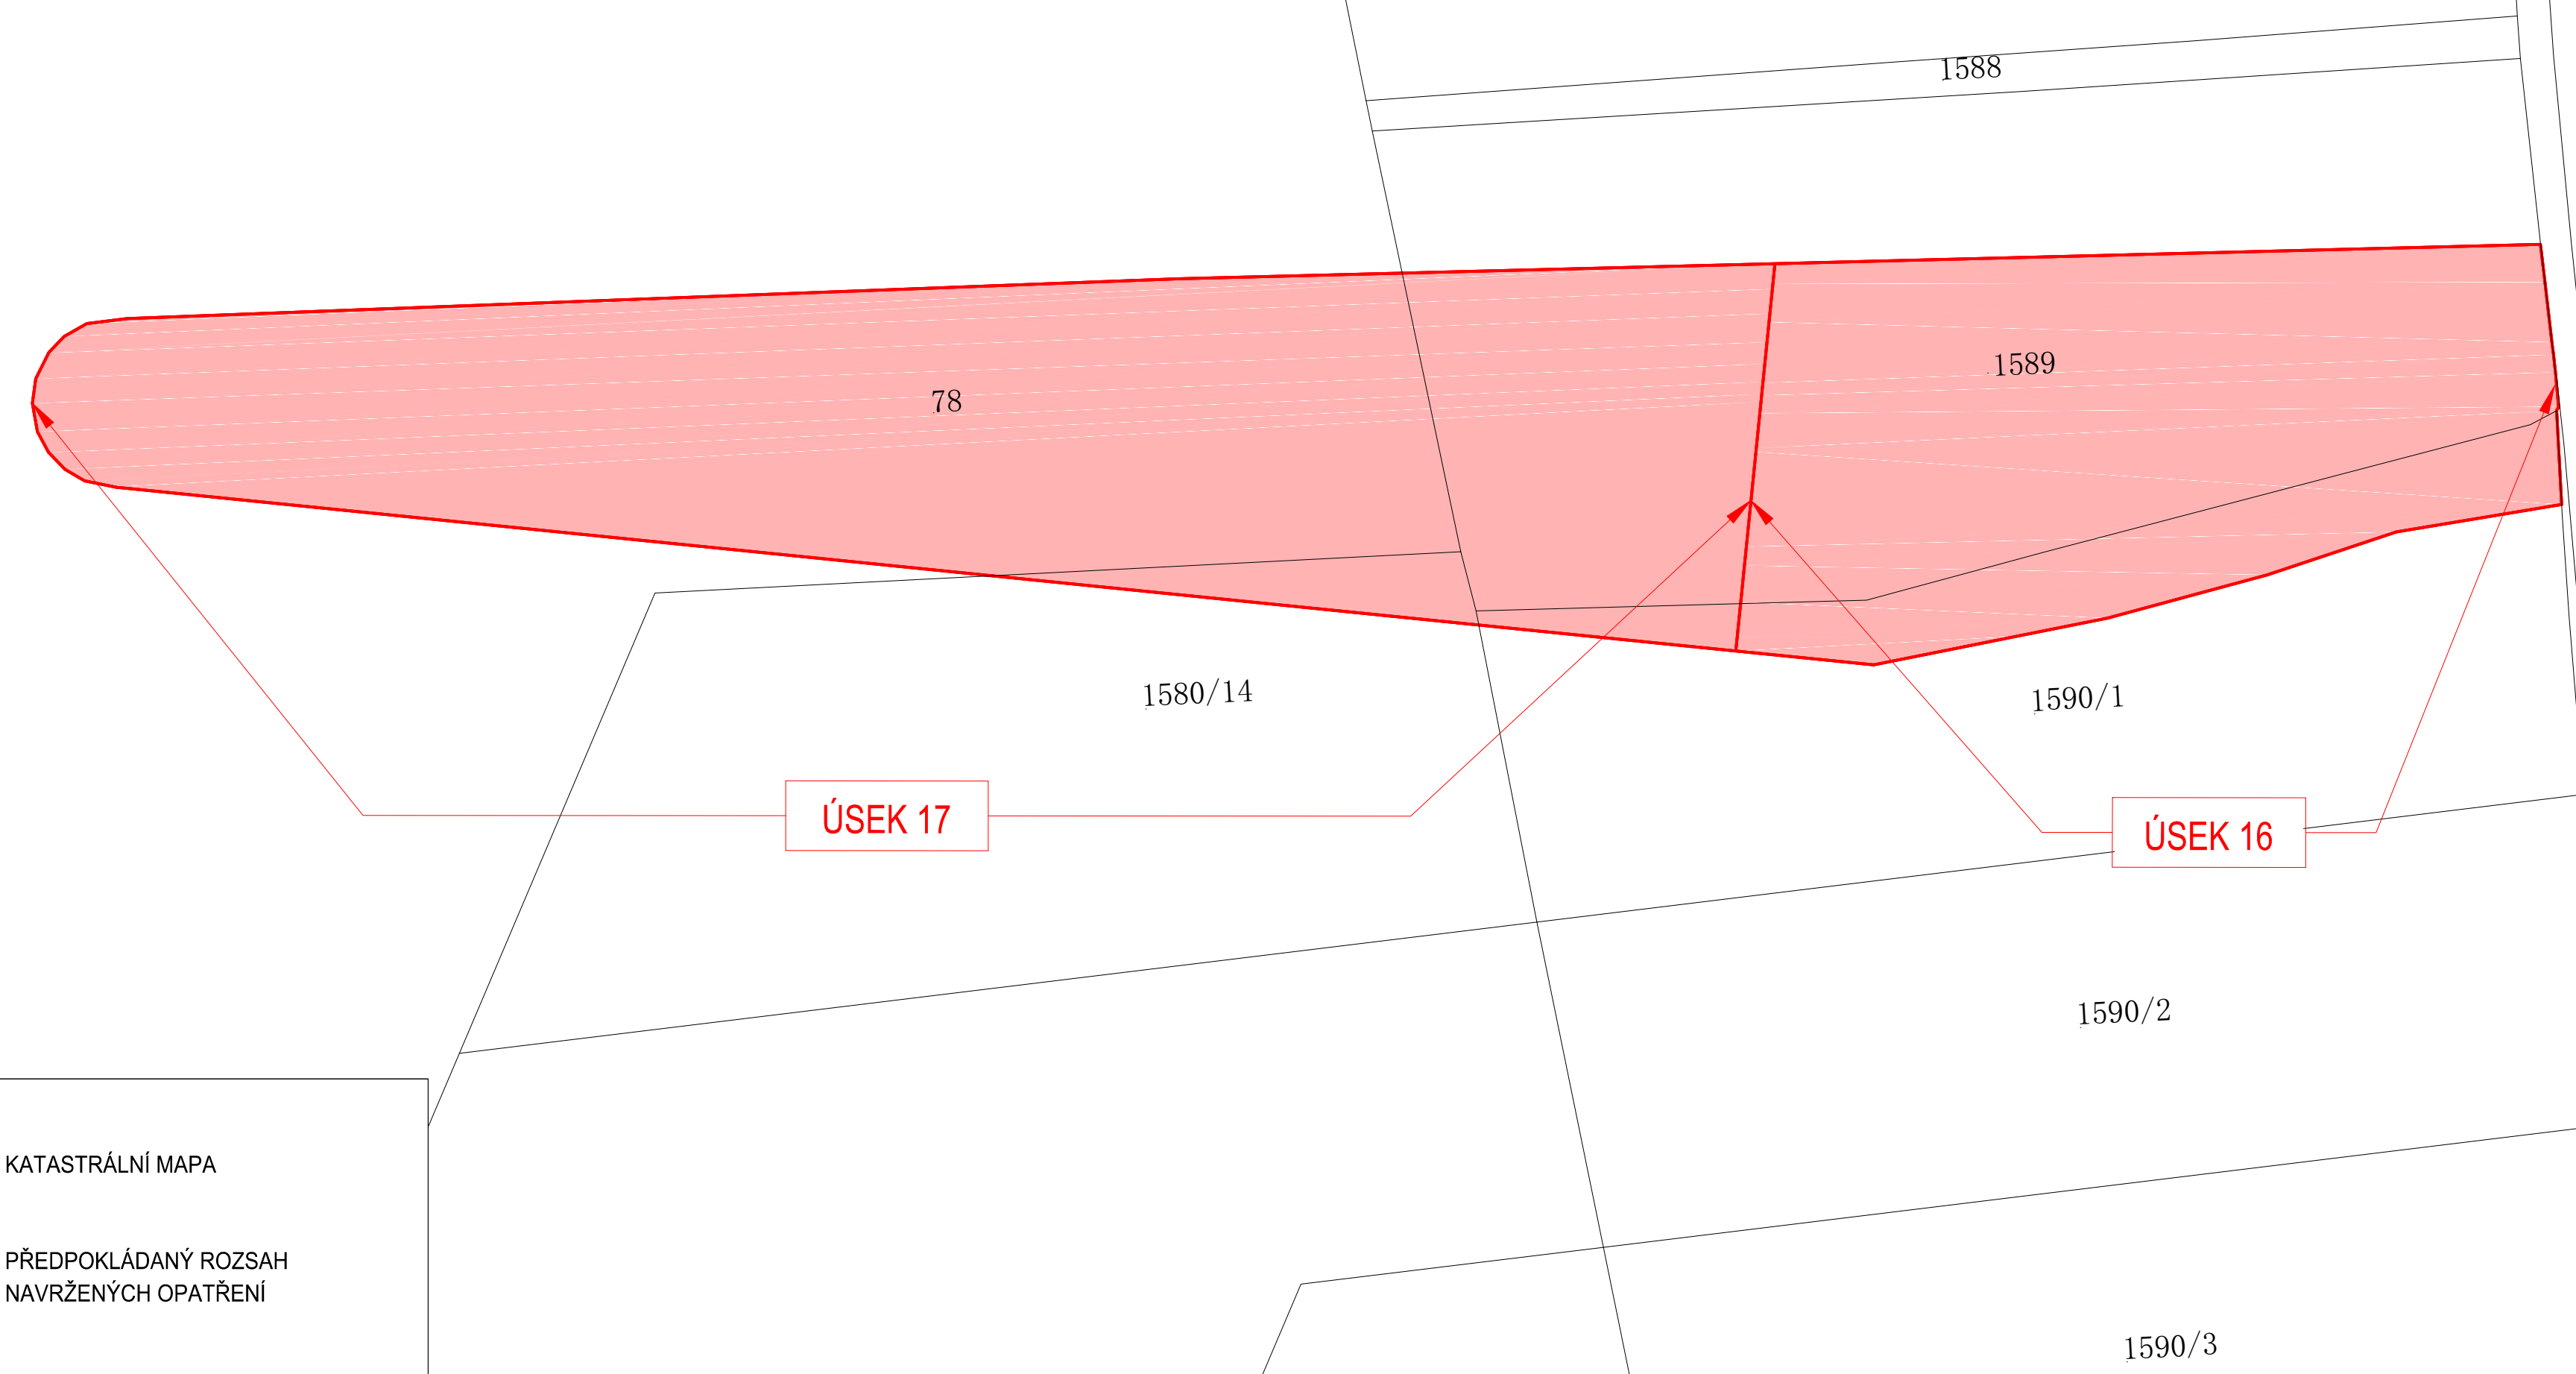 1588
1589
78
1580/14
1590/1
ÚSEK 17
ÚSEK 16
1590/2
KATASTRÁLNÍ MAPA
PŘEDPOKLÁDANÝ ROZSAH
NAVRŽENÝCH OPATŘENÍ
1590/3